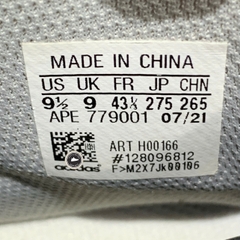 MADE IN CHINA
US UK FR JP CHN
9½ 9 43⅓ 275 265
APE 779001 07/21
ART H00166
#128096812
adidas F>M2X7Jk00106